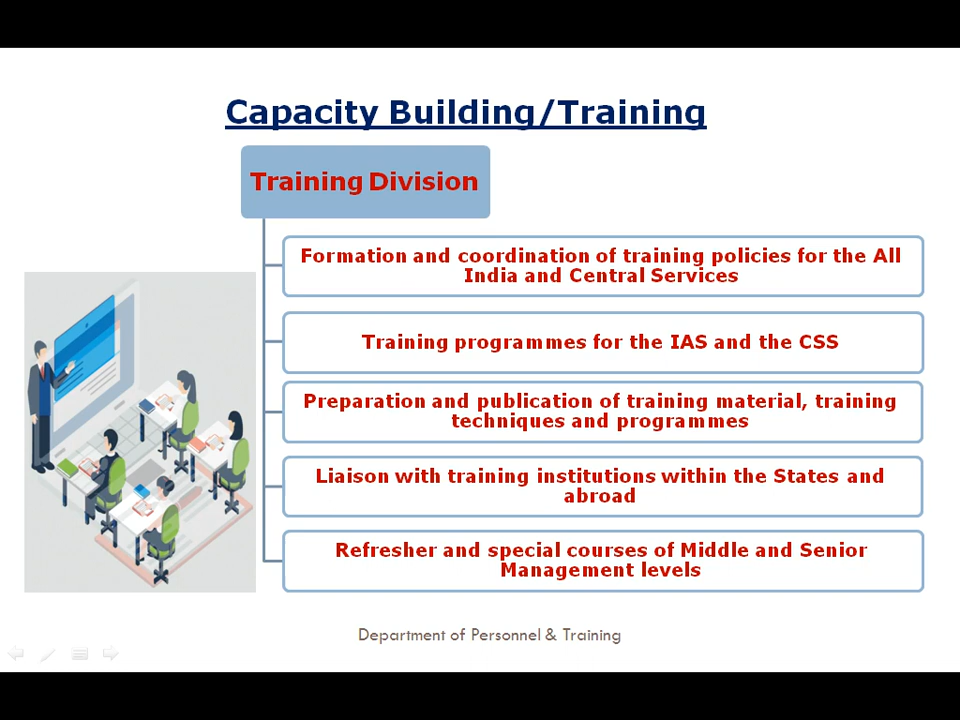 Capacity Building/Training
Training Division
Formation and coordination of training policies for the All
India and Central Services
Training programmes for the IAS and the CSS
Preparation and publication of training material, training
techniques and programmes
Liaison with training institutions within the States and
abroad
Refresher and special courses of Middle and Senior
Management levels
Department of Personnel & Training